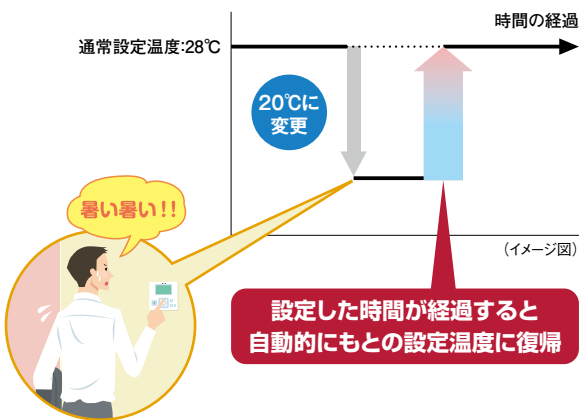 時間の経過
通常設定温度:28℃
20℃に
変更
暑い暑い!!
(イメージ図)
設定した時間が経過すると
自動的にもとの設定温度に復帰